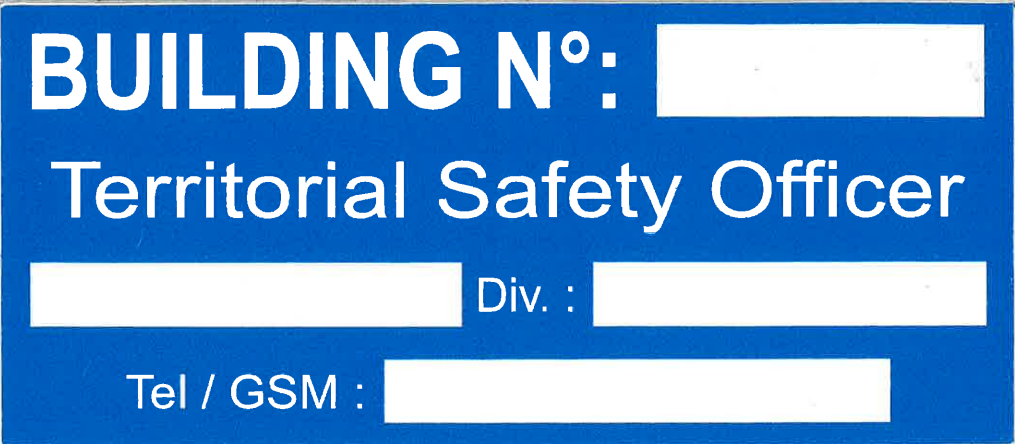 BUILDING N°:
Territorial Safety Officer
Div. :
Tel / GSM :